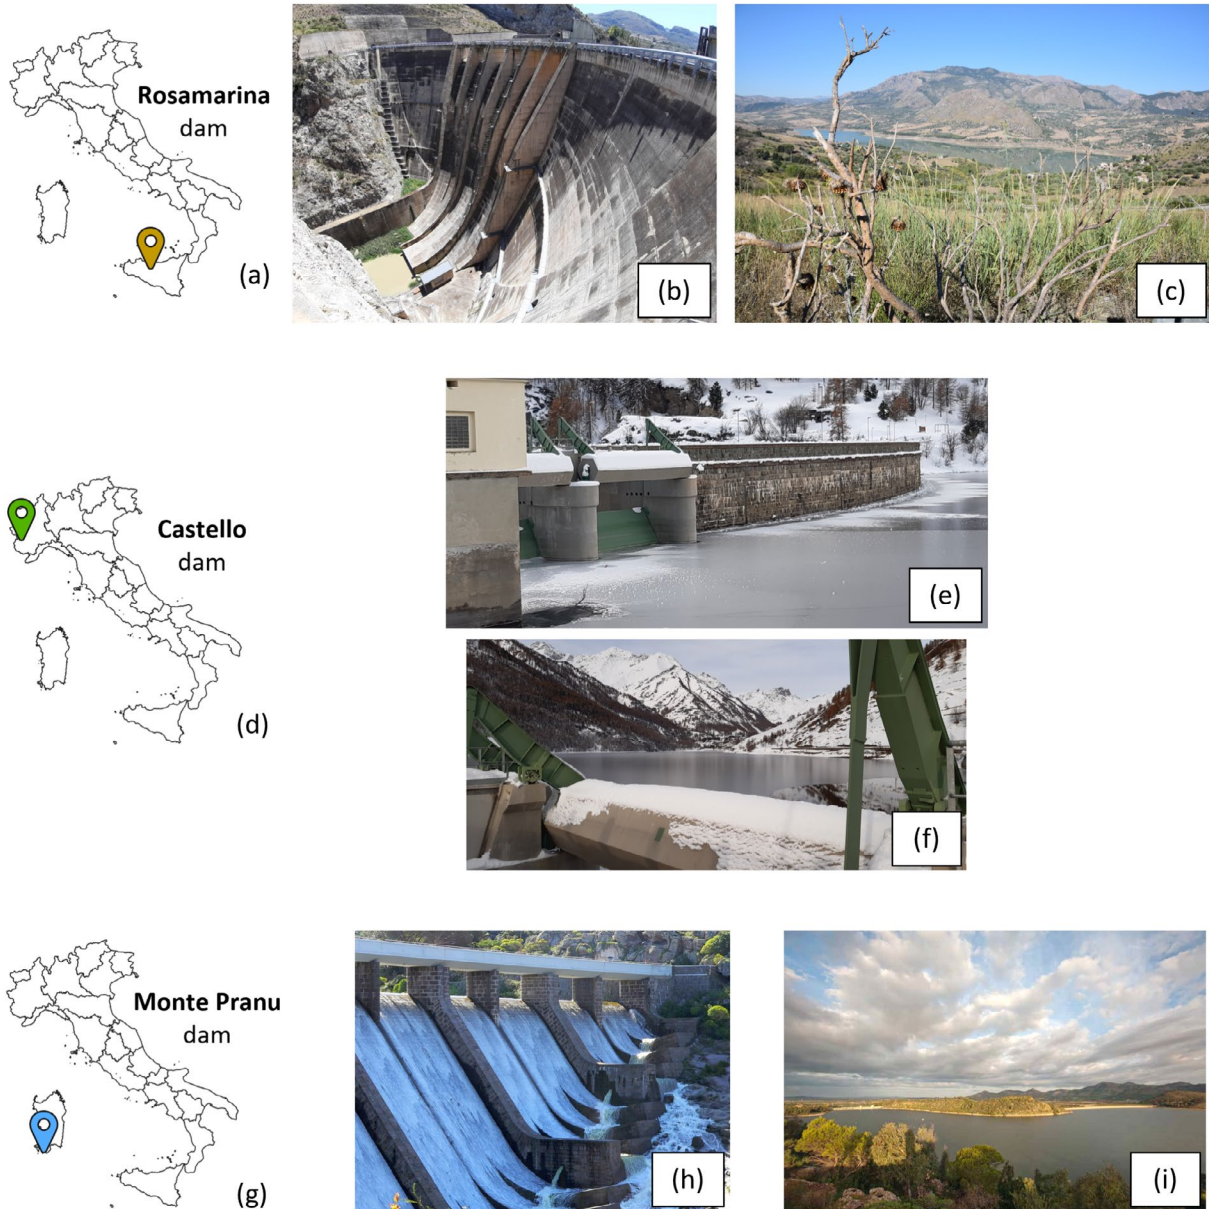 Rosamarina
dam
(a)
(b)
(c)
Castello
dam
(d)
(e)
(f)
Monte Pranu
dam
(g)
(h)
(i)